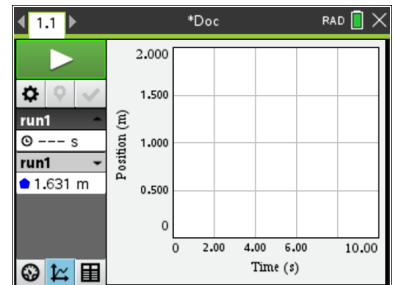 1.1 *Doc RAD
2.000
1.500
run1
--- s
1.000
run1
1.631 m
0.500
0
Position (m)
0 2.00 4.00 6.00 10.00
Time (s)